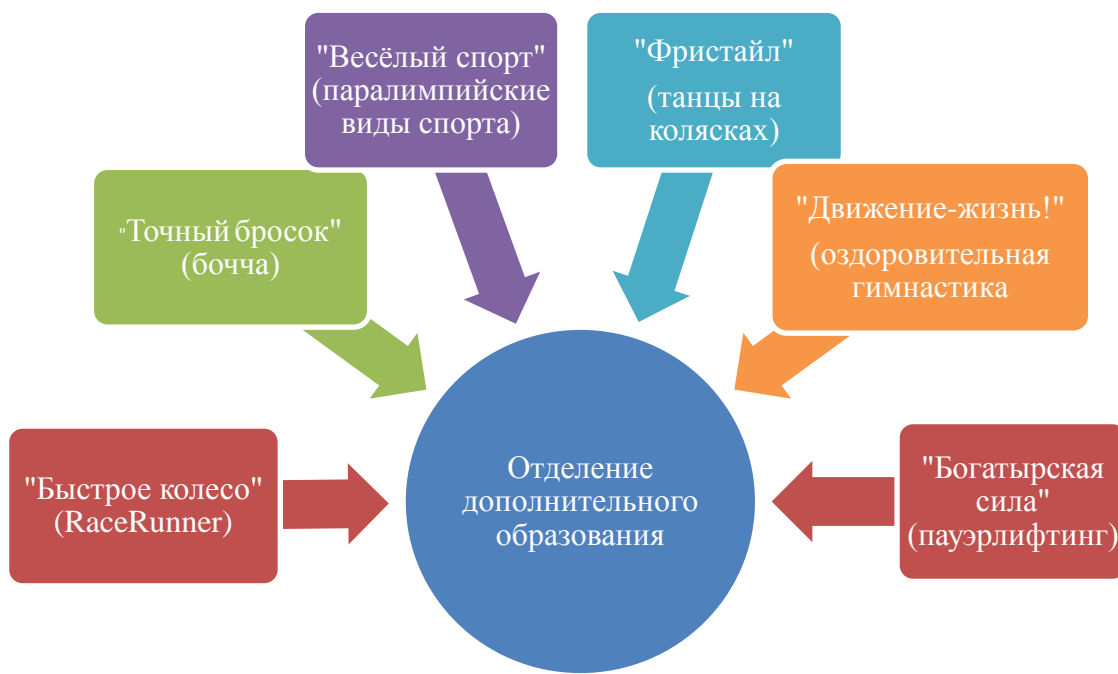 "Весёлый спорт"
(паралимпийские
виды спорта)
"Фристайл"
(танцы на
колясках)
"Точный бросок"
(бочча)
"Движение-жизнь!"
(оздоровительная
гимнастика
"Быстрое колесо"
(RaceRunner)
Отделение
дополнительного
образования
"Богатырская
сила"
(пауэрлифтинг)